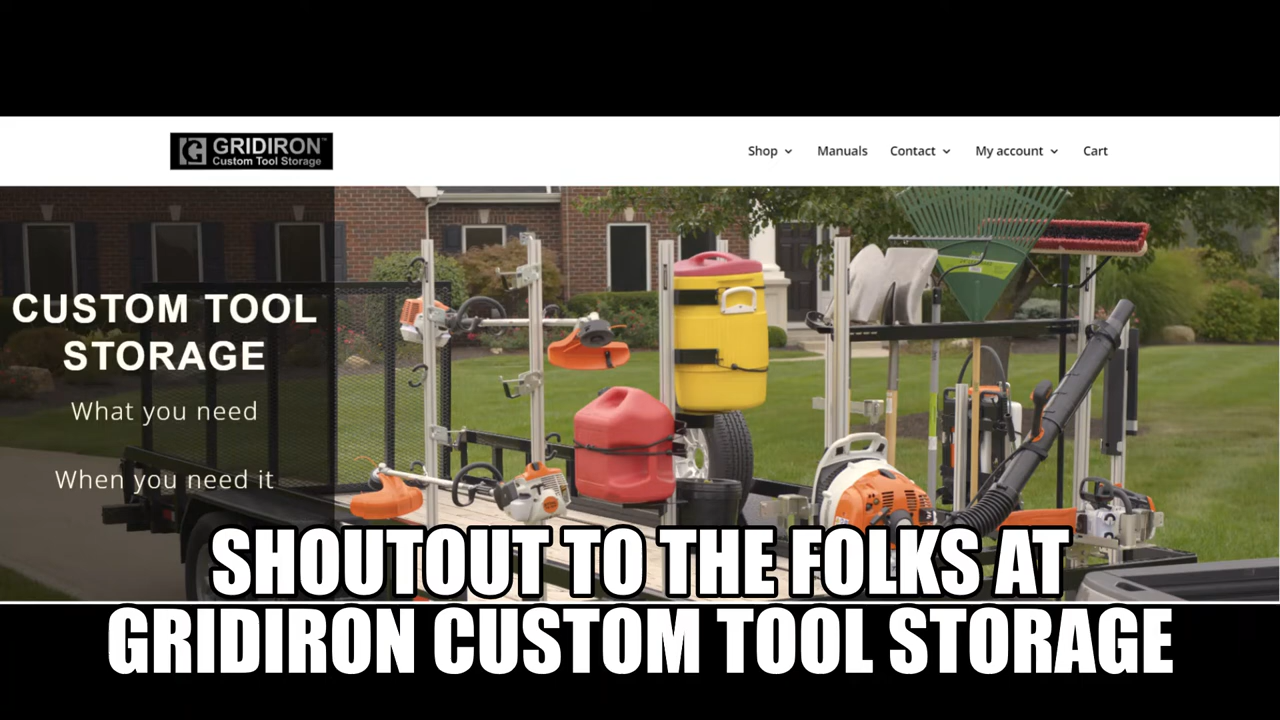 GRIDIRON™
Custom Tool Storage
Shop
Manuals
Contact
My account
Cart
CUSTOM TOOL
STORAGE
What you need
When you need it
SHOUTOUT TO THE FOLKS AT
GRIDIRON CUSTOM TOOL STORAGE